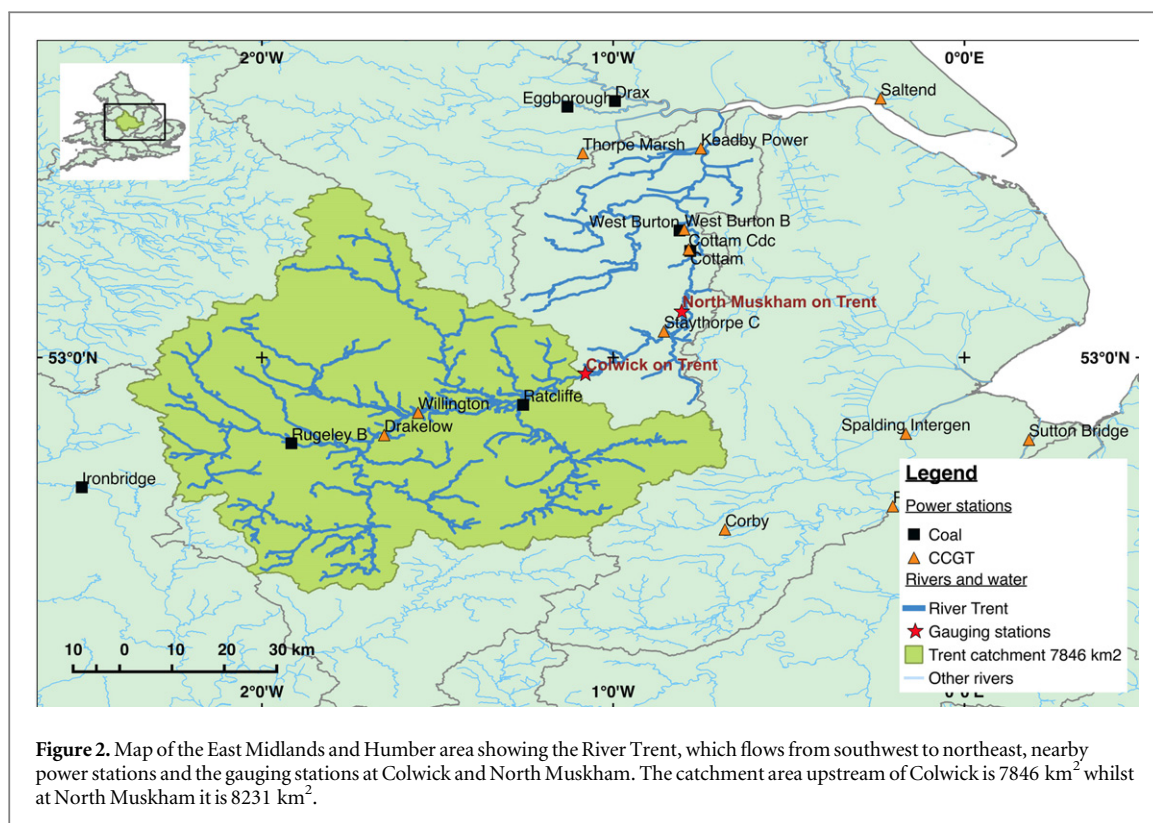 2°0'W 1°0'W 0°0'E
Saltend
Drax
Eggborough
Thorpe Marsh
Keadby Power
West Burton
West Burton B
Cottam Cdc
Cottam
North Muskham on Trent
Staythorpe C
53°0'N 53°0'N
Colwick on Trent
Ratcliffe
Willington
Drakelow
Rugeley B
Spalding Intergen
Sutton Bridge
Ironbridge
Corby
Legend
Power stations
Coal
CCGT
Rivers and water
River Trent
Gauging stations
Trent catchment 7846 km2
Other rivers
10 0 10 20 30 km
2°0'W 1°0'W
Figure 2. Map of the East Midlands and Humber area showing the River Trent, which flows from southwest to northeast, nearby
power stations and the gauging stations at Colwick and North Muskham. The catchment area upstream of Colwick is 7846 km² whilst
at North Muskham it is 8231 km².